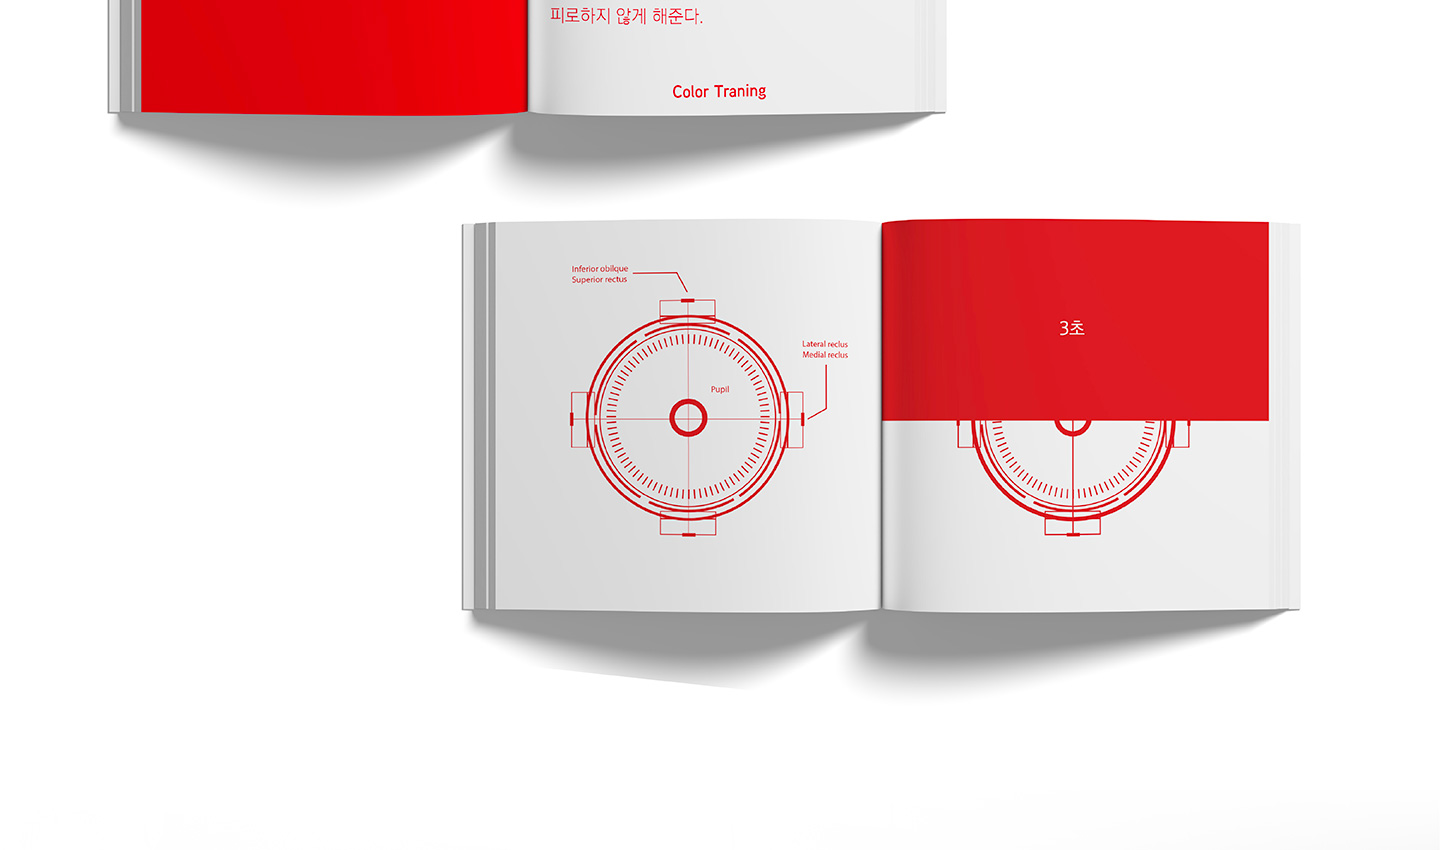 피로하지 않게 해준다.
Color Traning
Inferior obilque
Superior rectus
Lateral reclus
Medial reclus
Pupil
3초